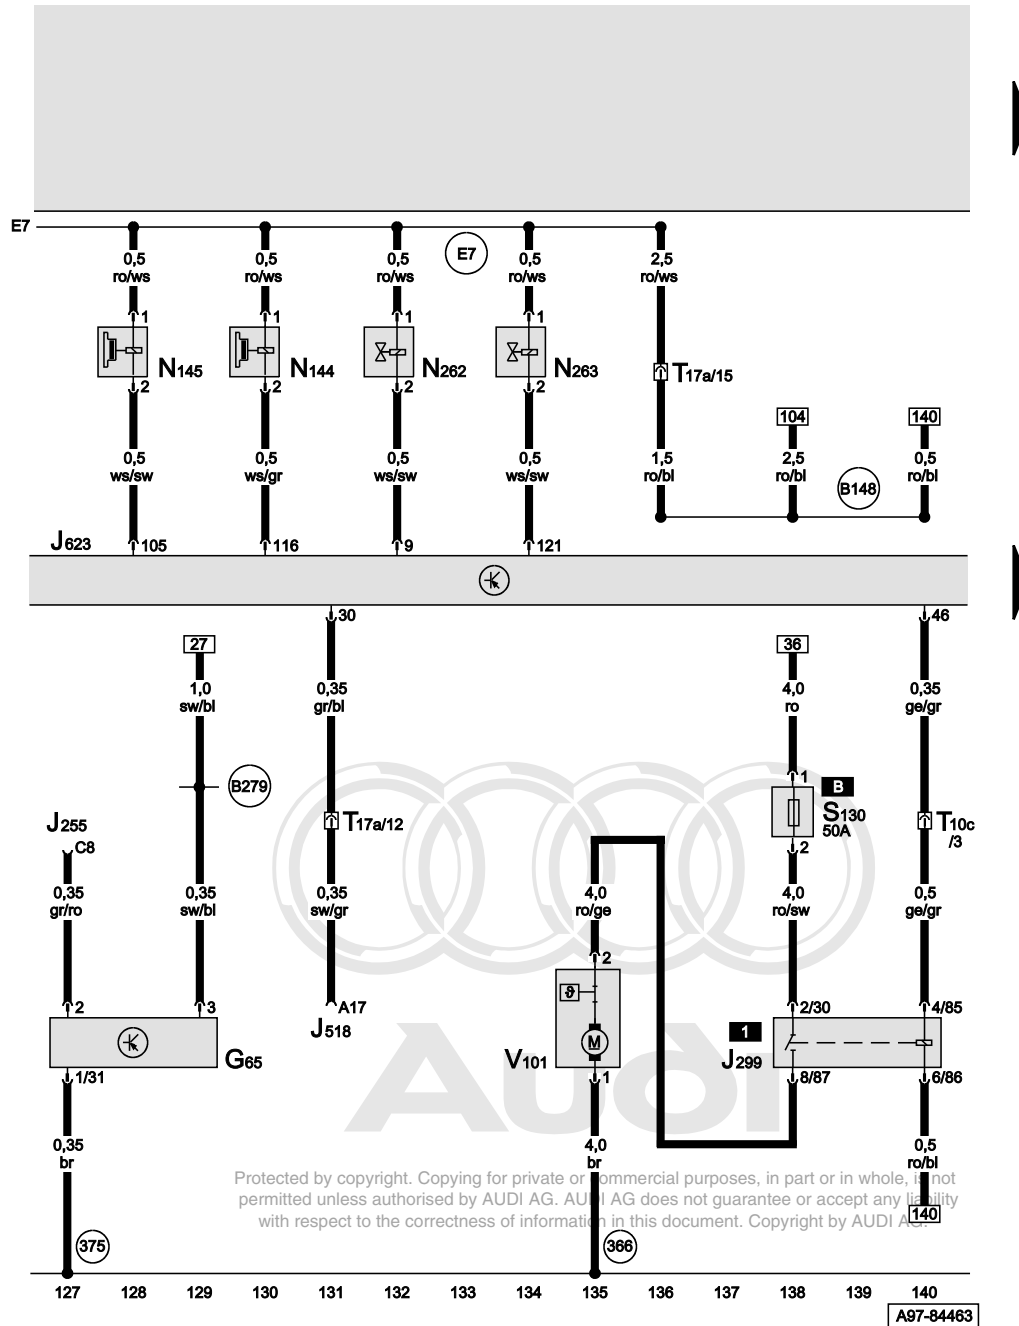 E7
E7
0,5 0,5 0,5 0,5 2,5
ro/ws ro/ws ro/ws ro/ws ro/ws
1 1 1 1
N145 N144 N262 N263
T17a/15
2 2 2 2
104 140
0,5 0,5 0,5 0,5 1,5 2,5 0,5
ws/sw ws/gr ws/sw ws/sw ro/bl ro/bl ro/bl
B148
J623 105 116 9 121
30 46
27 36
1,0 0,35 4,0 0,35
sw/bl gr/bl ro ge/gr
1
B279 B
S130
50A
J255 T17a/12 T10c
/3
C8 2
0,35 0,35 0,35 4,0 4,0 0,5
gr/ro sw/bl sw/gr ro/ge ro/sw ge/gr
2
ϑ
2 3 A17 2/30 4/85
J518 1
M
G65 V101 J299
1/31 1 8/87 6/86
Audi
0,35 4,0 0,5
br br ro/bl
Protected by copyright. Copying for private or commercial purposes, in part or in whole, is not
permitted unless authorised by AUDI AG. AUDI AG does not guarantee or accept any liability
with respect to the correctness of information in this document. Copyright by AUDI AG.
140
375 366
127 128 129 130 131 132 133 134 135 136 137 138 139 140
A97-84463